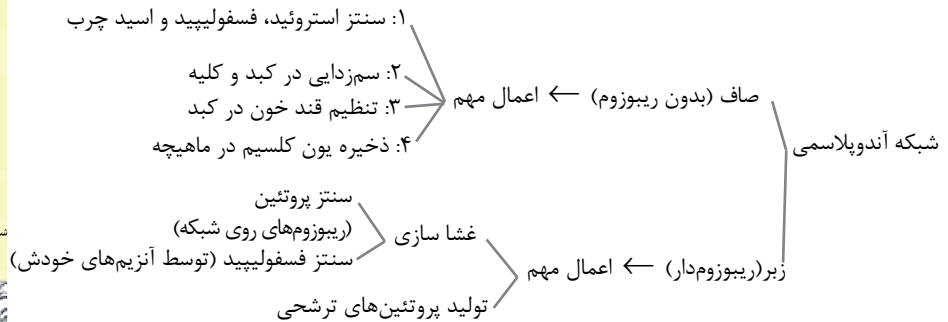 شبکه آندوپلاسمی
صاف (بدون ریبوزوم) ← اعمال مهم
۱: سنتز استروئید، فسفولیپید و اسید چرب
۲: سم‌زدایی در کبد و کلیه
۳: تنظیم قند خون در کبد
۴: ذخیره یون کلسیم در ماهیچه
زبر(ریبوزوم‌دار) ← اعمال مهم
غشا سازی
سنتز پروتئین
(ریبوزوم‌های روی شبکه)
سنتز فسفولیپید (توسط آنزیم‌های خودش)
تولید پروتئین‌های ترشحی